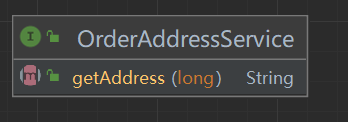 I OrderAddressService
m getAddress (long) String